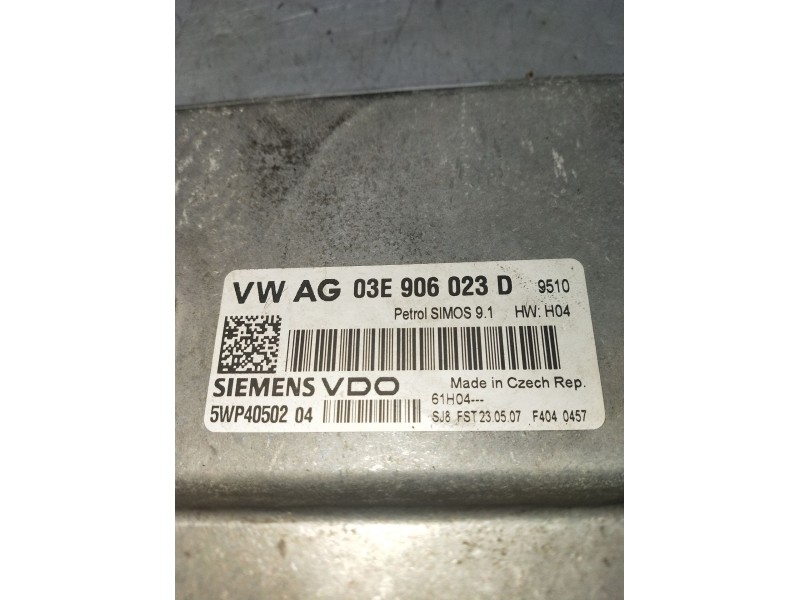 VW AG 03E 906 023 D 9510
Petrol SIMOS 9.1 HW: H04
SIEMENS VDO Made in Czech Rep.
5WP40502 04 61H04---
SJ8 FST 23.05.07 F404 0457